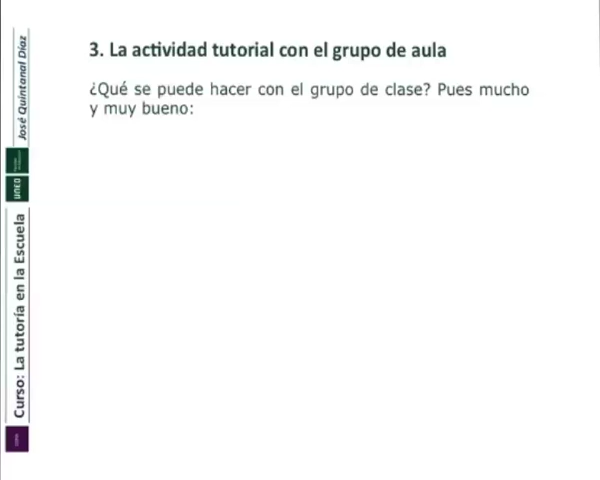 3. La actividad tutorial con el grupo de aula
¿Qué se puede hacer con el grupo de clase? Pues mucho
y muy bueno:
José Quintanal Díaz
UNED
Curso: La tutoría en la Escuela